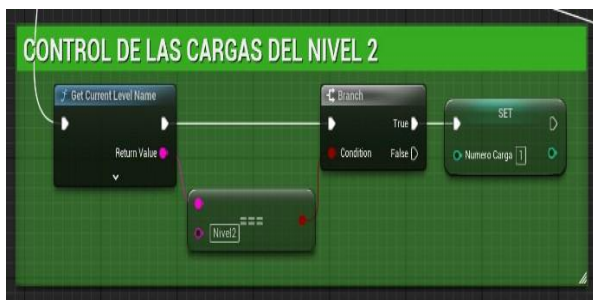 CONTROL DE LAS CARGAS DEL NIVEL 2
f Get Current Level Name
Return Value
Branch
True
Condition
False
SET
Numero Carga 1
===
Nivel2